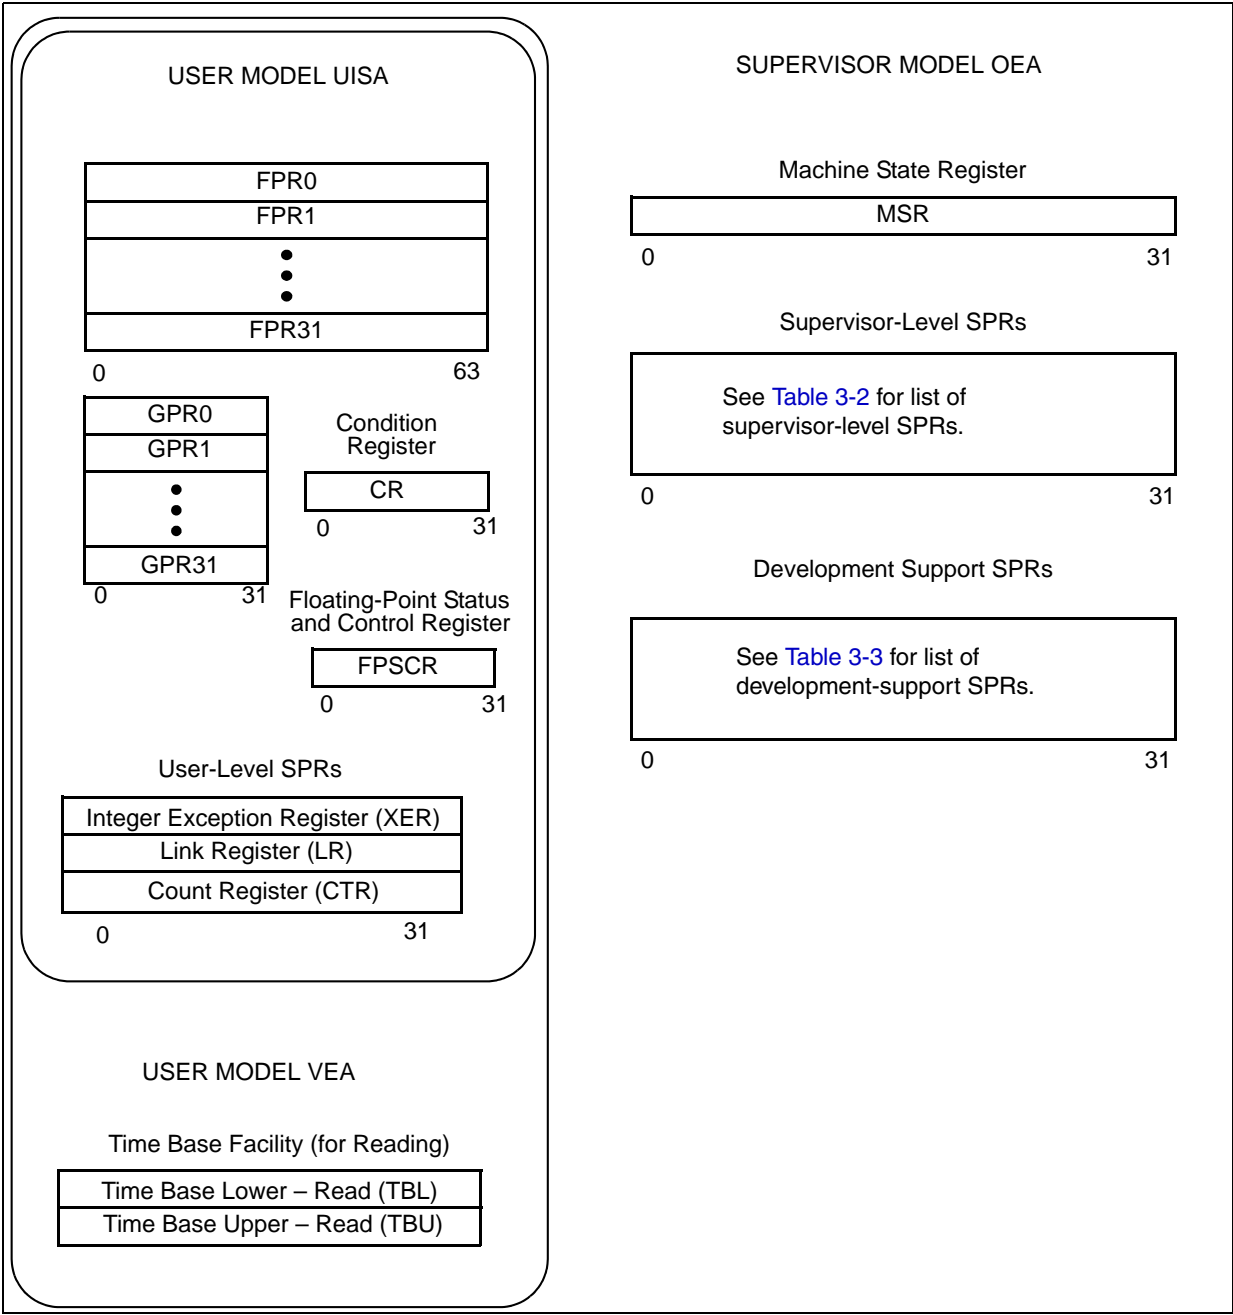 USER MODEL UISA
FPR0
FPR1
FPR31
0 63
GPR0
GPR1
GPR31
0 31
Condition
Register
CR
0 31
Floating-Point Status
and Control Register
FPSCR
0 31
User-Level SPRs
Integer Exception Register (XER)
Link Register (LR)
Count Register (CTR)
0 31
USER MODEL VEA
Time Base Facility (for Reading)
Time Base Lower – Read (TBL)
Time Base Upper – Read (TBU)
SUPERVISOR MODEL OEA
Machine State Register
MSR
0 31
Supervisor-Level SPRs
See Table 3-2 for list of
supervisor-level SPRs.
0 31
Development Support SPRs
See Table 3-3 for list of
development-support SPRs.
0 31